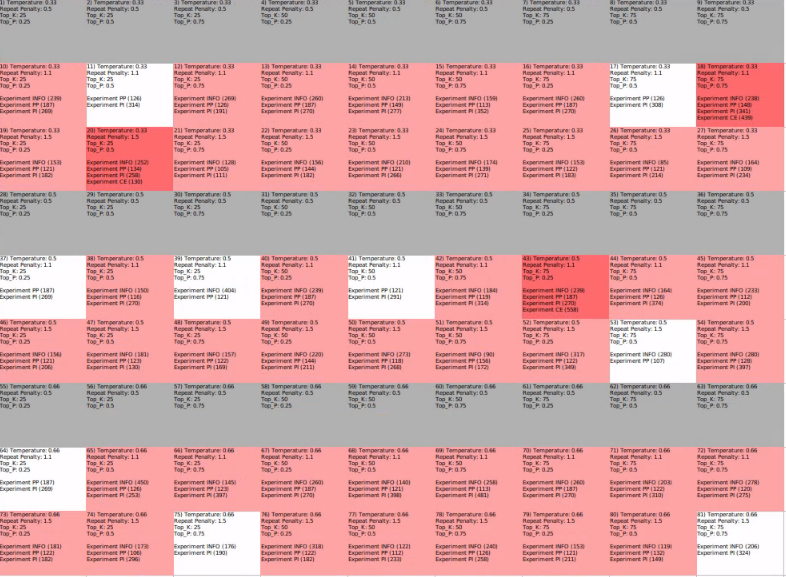 1) Temperature: 0.33
Repeat Penalty: 0.5
Top_K: 25
Top_P: 0.25
2) Temperature: 0.33
Repeat Penalty: 0.5
Top_K: 25
Top_P: 0.5
3) Temperature: 0.33
Repeat Penalty: 0.5
Top_K: 25
Top_P: 0.75
4) Temperature: 0.33
Repeat Penalty: 0.5
Top_K: 50
Top_P: 0.25
5) Temperature: 0.33
Repeat Penalty: 0.5
Top_K: 50
Top_P: 0.5
6) Temperature: 0.33
Repeat Penalty: 0.5
Top_K: 50
Top_P: 0.75
7) Temperature: 0.33
Repeat Penalty: 0.5
Top_K: 75
Top_P: 0.25
8) Temperature: 0.33
Repeat Penalty: 0.5
Top_K: 75
Top_P: 0.5
9) Temperature: 0.33
Repeat Penalty: 0.5
Top_K: 75
Top_P: 0.75
10) Temperature: 0.33
Repeat Penalty: 1.1
Top_K: 25
Top_P: 0.25
Experiment INFO (239)
Experiment PP (187)
Experiment PI (269)
11) Temperature: 0.33
Repeat Penalty: 1.1
Top_K: 25
Top_P: 0.5
Experiment PP (126)
Experiment PI (314)
12) Temperature: 0.33
Repeat Penalty: 1.1
Top_K: 25
Top_P: 0.75
Experiment INFO (269)
Experiment PP (126)
Experiment PI (191)
13) Temperature: 0.33
Repeat Penalty: 1.1
Top_K: 50
Top_P: 0.25
Experiment INFO (260)
Experiment PP (187)
Experiment PI (270)
14) Temperature: 0.33
Repeat Penalty: 1.1
Top_K: 50
Top_P: 0.5
Experiment INFO (213)
Experiment PP (149)
Experiment PI (277)
15) Temperature: 0.33
Repeat Penalty: 1.1
Top_K: 50
Top_P: 0.75
Experiment INFO (159)
Experiment PP (113)
Experiment PI (352)
16) Temperature: 0.33
Repeat Penalty: 1.1
Top_K: 75
Top_P: 0.25
Experiment INFO (260)
Experiment PP (187)
Experiment PI (270)
17) Temperature: 0.33
Repeat Penalty: 1.1
Top_K: 75
Top_P: 0.5
Experiment PP (126)
Experiment PI (308)
18) Temperature: 0.33
Repeat Penalty: 1.1
Top_K: 75
Top_P: 0.75
Experiment INFO (238)
Experiment PP (148)
Experiment PI (341)
Experiment CE (439)
19) Temperature: 0.33
Repeat Penalty: 1.5
Top_K: 25
Top_P: 0.25
Experiment INFO (153)
Experiment PP (121)
Experiment PI (182)
20) Temperature: 0.33
Repeat Penalty: 1.5
Top_K: 25
Top_P: 0.5
Experiment INFO (252)
Experiment PP (134)
Experiment PI (258)
Experiment CE (130)
21) Temperature: 0.33
Repeat Penalty: 1.5
Top_K: 25
Top_P: 0.75
Experiment INFO (128)
Experiment PP (105)
Experiment PI (111)
22) Temperature: 0.33
Repeat Penalty: 1.5
Top_K: 50
Top_P: 0.25
Experiment INFO (156)
Experiment PP (144)
Experiment PI (182)
23) Temperature: 0.33
Repeat Penalty: 1.5
Top_K: 50
Top_P: 0.5
Experiment INFO (210)
Experiment PP (121)
Experiment PI (266)
24) Temperature: 0.33
Repeat Penalty: 1.5
Top_K: 50
Top_P: 0.75
Experiment INFO (174)
Experiment PP (139)
Experiment PI (271)
25) Temperature: 0.33
Repeat Penalty: 1.5
Top_K: 75
Top_P: 0.25
Experiment INFO (153)
Experiment PP (122)
Experiment PI (183)
26) Temperature: 0.33
Repeat Penalty: 1.5
Top_K: 75
Top_P: 0.5
Experiment INFO (85)
Experiment PP (121)
Experiment PI (214)
27) Temperature: 0.33
Repeat Penalty: 1.5
Top_K: 75
Top_P: 0.75
Experiment INFO (164)
Experiment PP (109)
Experiment PI (234)
28) Temperature: 0.5
Repeat Penalty: 0.5
Top_K: 25
Top_P: 0.25
29) Temperature: 0.5
Repeat Penalty: 0.5
Top_K: 25
Top_P: 0.5
30) Temperature: 0.5
Repeat Penalty: 0.5
Top_K: 25
Top_P: 0.75
31) Temperature: 0.5
Repeat Penalty: 0.5
Top_K: 50
Top_P: 0.25
32) Temperature: 0.5
Repeat Penalty: 0.5
Top_K: 50
Top_P: 0.5
33) Temperature: 0.5
Repeat Penalty: 0.5
Top_K: 50
Top_P: 0.75
34) Temperature: 0.5
Repeat Penalty: 0.5
Top_K: 75
Top_P: 0.25
35) Temperature: 0.5
Repeat Penalty: 0.5
Top_K: 75
Top_P: 0.5
36) Temperature: 0.5
Repeat Penalty: 0.5
Top_K: 75
Top_P: 0.75
37) Temperature: 0.5
Repeat Penalty: 1.1
Top_K: 25
Top_P: 0.25
Experiment PP (187)
Experiment PI (269)
38) Temperature: 0.5
Repeat Penalty: 1.1
Top_K: 25
Top_P: 0.5
Experiment INFO (150)
Experiment PP (116)
Experiment PI (270)
39) Temperature: 0.5
Repeat Penalty: 1.1
Top_K: 25
Top_P: 0.75
Experiment INFO (404)
Experiment PP (121)
40) Temperature: 0.5
Repeat Penalty: 1.1
Top_K: 50
Top_P: 0.25
Experiment INFO (239)
Experiment PP (187)
Experiment PI (270)
41) Temperature: 0.5
Repeat Penalty: 1.1
Top_K: 50
Top_P: 0.5
Experiment PP (121)
Experiment PI (291)
42) Temperature: 0.5
Repeat Penalty: 1.1
Top_K: 50
Top_P: 0.75
Experiment INFO (184)
Experiment PP (119)
Experiment PI (314)
43) Temperature: 0.5
Repeat Penalty: 1.1
Top_K: 75
Top_P: 0.25
Experiment INFO (239)
Experiment PP (187)
Experiment PI (270)
Experiment CE (558)
44) Temperature: 0.5
Repeat Penalty: 1.1
Top_K: 75
Top_P: 0.5
Experiment INFO (164)
Experiment PP (126)
Experiment PI (374)
45) Temperature: 0.5
Repeat Penalty: 1.1
Top_K: 75
Top_P: 0.75
Experiment INFO (233)
Experiment PP (112)
Experiment PI (200)
46) Temperature: 0.5
Repeat Penalty: 1.5
Top_K: 25
Top_P: 0.25
Experiment INFO (156)
Experiment PP (121)
Experiment PI (206)
47) Temperature: 0.5
Repeat Penalty: 1.5
Top_K: 25
Top_P: 0.5
Experiment INFO (181)
Experiment PP (123)
Experiment PI (130)
48) Temperature: 0.5
Repeat Penalty: 1.5
Top_K: 25
Top_P: 0.75
Experiment INFO (157)
Experiment PP (122)
Experiment PI (169)
49) Temperature: 0.5
Repeat Penalty: 1.5
Top_K: 50
Top_P: 0.25
Experiment INFO (220)
Experiment PP (144)
Experiment PI (211)
50) Temperature: 0.5
Repeat Penalty: 1.5
Top_K: 50
Top_P: 0.5
Experiment INFO (273)
Experiment PP (118)
Experiment PI (268)
51) Temperature: 0.5
Repeat Penalty: 1.5
Top_K: 50
Top_P: 0.75
Experiment INFO (90)
Experiment PP (156)
Experiment PI (172)
52) Temperature: 0.5
Repeat Penalty: 1.5
Top_K: 75
Top_P: 0.25
Experiment INFO (317)
Experiment PP (122)
Experiment PI (349)
53) Temperature: 0.5
Repeat Penalty: 1.5
Top_K: 75
Top_P: 0.5
Experiment INFO (280)
Experiment PP (107)
54) Temperature: 0.5
Repeat Penalty: 1.5
Top_K: 75
Top_P: 0.75
Experiment INFO (280)
Experiment PP (128)
Experiment PI (397)
55) Temperature: 0.66
Repeat Penalty: 0.5
Top_K: 25
Top_P: 0.25
56) Temperature: 0.66
Repeat Penalty: 0.5
Top_K: 25
Top_P: 0.5
57) Temperature: 0.66
Repeat Penalty: 0.5
Top_K: 25
Top_P: 0.75
58) Temperature: 0.66
Repeat Penalty: 0.5
Top_K: 50
Top_P: 0.25
59) Temperature: 0.66
Repeat Penalty: 0.5
Top_K: 50
Top_P: 0.5
60) Temperature: 0.66
Repeat Penalty: 0.5
Top_K: 50
Top_P: 0.75
61) Temperature: 0.66
Repeat Penalty: 0.5
Top_K: 75
Top_P: 0.25
62) Temperature: 0.66
Repeat Penalty: 0.5
Top_K: 75
Top_P: 0.5
63) Temperature: 0.66
Repeat Penalty: 0.5
Top_K: 75
Top_P: 0.75
64) Temperature: 0.66
Repeat Penalty: 1.1
Top_K: 25
Top_P: 0.25
Experiment PP (187)
Experiment PI (269)
65) Temperature: 0.66
Repeat Penalty: 1.1
Top_K: 25
Top_P: 0.5
Experiment INFO (450)
Experiment PP (126)
Experiment PI (253)
66) Temperature: 0.66
Repeat Penalty: 1.1
Top_K: 25
Top_P: 0.75
Experiment INFO (145)
Experiment PP (123)
Experiment PI (397)
67) Temperature: 0.66
Repeat Penalty: 1.1
Top_K: 50
Top_P: 0.25
Experiment INFO (260)
Experiment PP (187)
Experiment PI (270)
68) Temperature: 0.66
Repeat Penalty: 1.1
Top_K: 50
Top_P: 0.5
Experiment INFO (140)
Experiment PP (121)
Experiment PI (398)
69) Temperature: 0.66
Repeat Penalty: 1.1
Top_K: 50
Top_P: 0.75
Experiment INFO (258)
Experiment PP (113)
Experiment PI (481)
70) Temperature: 0.66
Repeat Penalty: 1.1
Top_K: 75
Top_P: 0.25
Experiment INFO (260)
Experiment PP (187)
Experiment PI (270)
71) Temperature: 0.66
Repeat Penalty: 1.1
Top_K: 75
Top_P: 0.5
Experiment INFO (203)
Experiment PP (122)
Experiment PI (310)
72) Temperature: 0.66
Repeat Penalty: 1.1
Top_K: 75
Top_P: 0.75
Experiment INFO (278)
Experiment PP (120)
Experiment PI (275)
73) Temperature: 0.66
Repeat Penalty: 1.5
Top_K: 25
Top_P: 0.25
Experiment INFO (181)
Experiment PP (122)
Experiment PI (182)
74) Temperature: 0.66
Repeat Penalty: 1.5
Top_K: 25
Top_P: 0.5
Experiment INFO (173)
Experiment PP (106)
Experiment PI (296)
75) Temperature: 0.66
Repeat Penalty: 1.5
Top_K: 25
Top_P: 0.75
Experiment INFO (176)
Experiment PI (190)
76) Temperature: 0.66
Repeat Penalty: 1.5
Top_K: 50
Top_P: 0.25
Experiment INFO (318)
Experiment PP (122)
Experiment PI (182)
77) Temperature: 0.66
Repeat Penalty: 1.5
Top_K: 50
Top_P: 0.5
Experiment INFO (122)
Experiment PP (112)
Experiment PI (233)
78) Temperature: 0.66
Repeat Penalty: 1.5
Top_K: 50
Top_P: 0.75
Experiment INFO (240)
Experiment PP (126)
Experiment PI (258)
79) Temperature: 0.66
Repeat Penalty: 1.5
Top_K: 75
Top_P: 0.25
Experiment INFO (153)
Experiment PP (121)
Experiment PI (211)
80) Temperature: 0.66
Repeat Penalty: 1.5
Top_K: 75
Top_P: 0.5
Experiment INFO (119)
Experiment PP (132)
Experiment PI (149)
81) Temperature: 0.66
Repeat Penalty: 1.5
Top_K: 75
Top_P: 0.75
Experiment INFO (206)
Experiment PI (324)